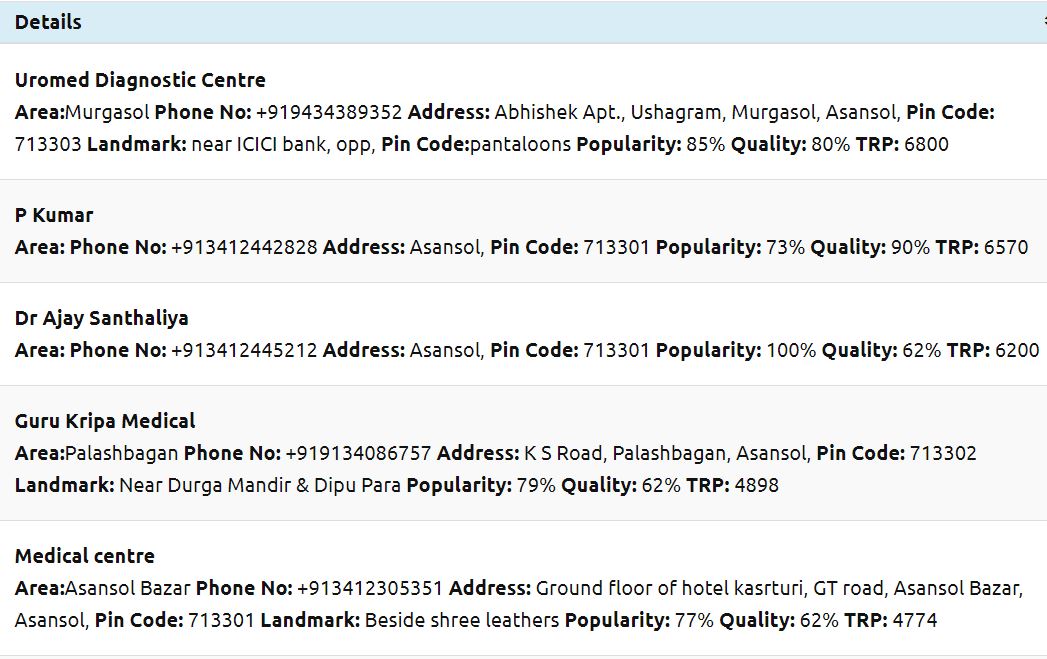 Details
Uromed Diagnostic Centre
Area:Murgasol Phone No: +919434389352 Address: Abhishek Apt., Ushagram, Murgasol, Asansol, Pin Code:
713303 Landmark: near ICICI bank, opp, Pin Code:pantaloons Popularity: 85% Quality: 80% TRP: 6800
P Kumar
Area: Phone No: +913412442828 Address: Asansol, Pin Code: 713301 Popularity: 73% Quality: 90% TRP: 6570
Dr Ajay Santhaliya
Area: Phone No: +913412445212 Address: Asansol, Pin Code: 713301 Popularity: 100% Quality: 62% TRP: 6200
Guru Kripa Medical
Area:Palashbagan Phone No: +919134086757 Address: K S Road, Palashbagan, Asansol, Pin Code: 713302
Landmark: Near Durga Mandir & Dipu Para Popularity: 79% Quality: 62% TRP: 4898
Medical centre
Area:Asansol Bazar Phone No: +913412305351 Address: Ground floor of hotel kasrturi, GT road, Asansol Bazar,
Asansol, Pin Code: 713301 Landmark: Beside shree leathers Popularity: 77% Quality: 62% TRP: 4774